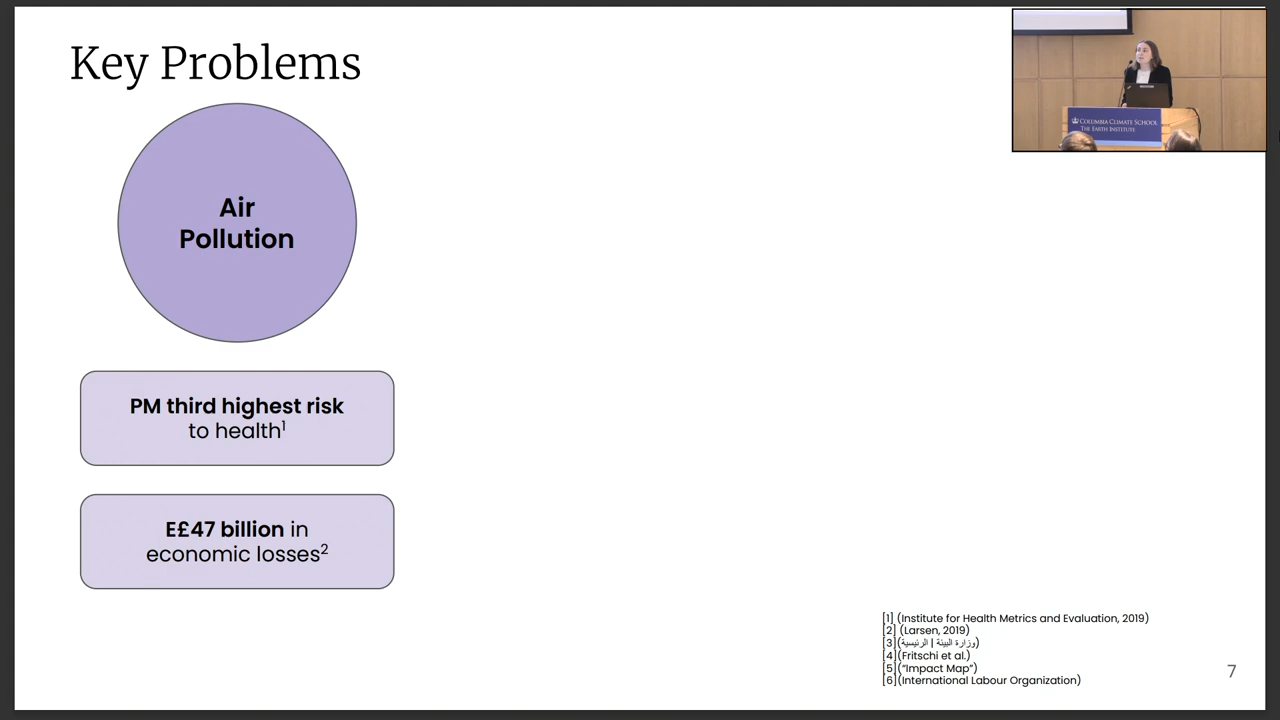 Key Problems
Air
Pollution
PM third highest risk
to health1
E£47 billion in
economic losses2
COLUMBIA CLIMATE SCHOOL
THE EARTH INSTITUTE
[1] (Institute for Health Metrics and Evaluation, 2019)
[2] (Larsen, 2019)
[3](وزارة البيئة | الرئيسية)
[4](Fritschi et al.)
[5](“Impact Map”)
[6](International Labour Organization)
7